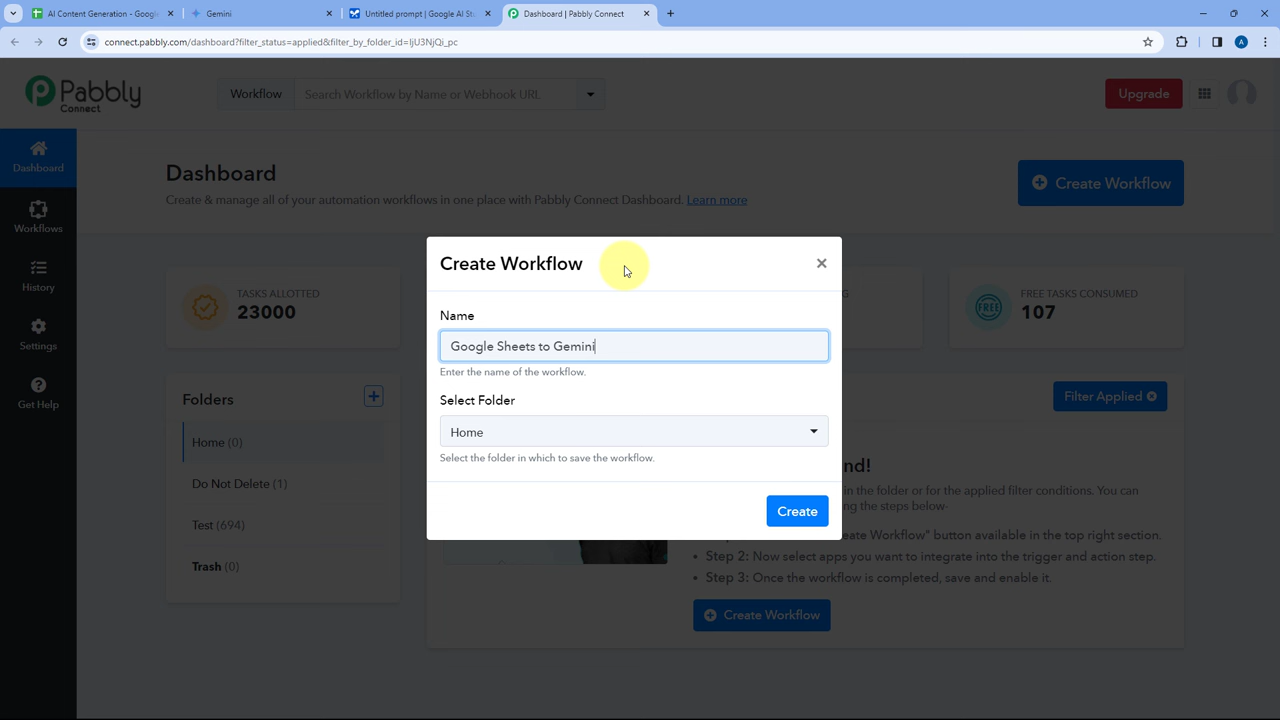 AI Content Generation - Google
Gemini
Untitled prompt | Google AI St
Dashboard | Pabbly Connect
connect.pabbly.com/dashboard?filter_status=applied&filter_by_folder_id=IjU3NjQi_pc
A
Pabbly
Connect
Workflow
Search Workflow by Name or Webhook URL
Upgrade
Dashboard
Workflows
History
Settings
Get Help
Dashboard
Create & manage all of your automation workflows in one place with Pabbly Connect Dashboard. Learn more
Create Workflow
TASKS ALLOTTED
23000
G
FREE
FREE TASKS CONSUMED
107
Folders
Home (0)
Do Not Delete (1)
Test (694)
Trash (0)
Filter Applied
Create Workflow
Name
Google Sheets to Gemini
Enter the name of the workflow.
Select Folder
Home
Select the folder in which to save the workflow.
Create
nd!
in the folder or for the applied filter conditions. You can
ng the steps below-
eate Workflow" button available in the top right section.
• Step 2: Now select apps you want to integrate into the trigger and action step.
• Step 3: Once the workflow is completed, save and enable it.
Create Workflow